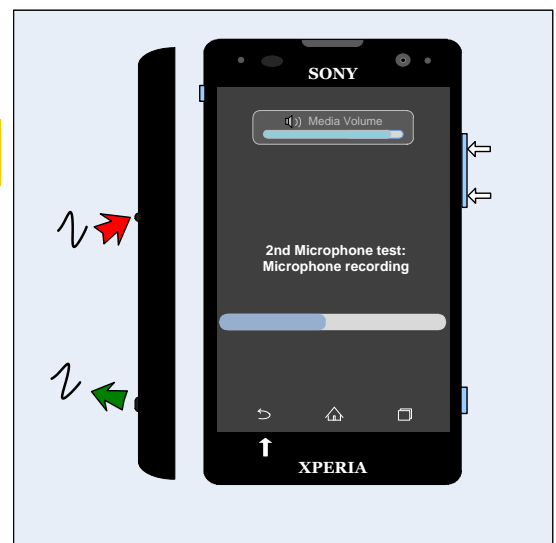 SONY
Media Volume
2nd Microphone test:
Microphone recording
XPERIA